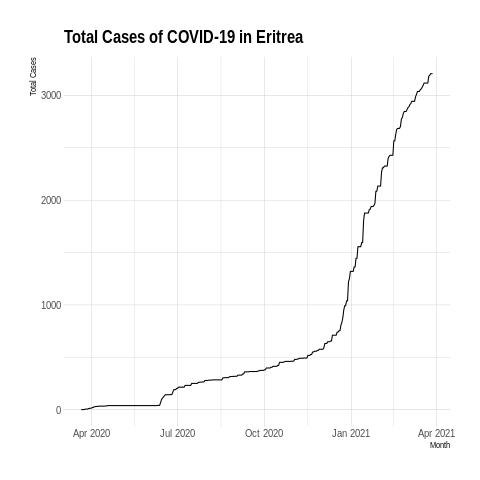 Total Cases of COVID-19 in Eritrea
Total Cases
3000
2000
1000
0
Apr 2020 Jul 2020 Oct 2020 Jan 2021 Apr 2021
Month